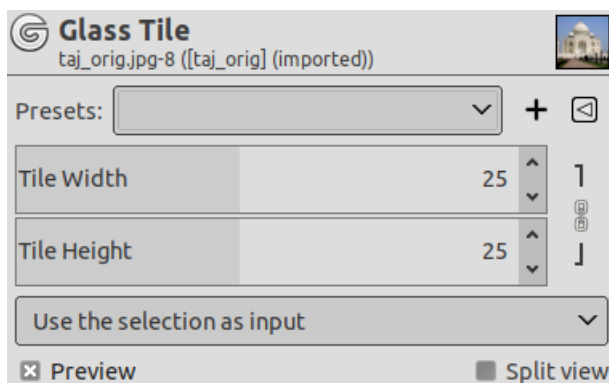 Glass Tile
taj_orig.jpg-8 ([taj_orig] (imported))
Presets:
Tile Width 25
Tile Height 25
Use the selection as input
Preview Split view